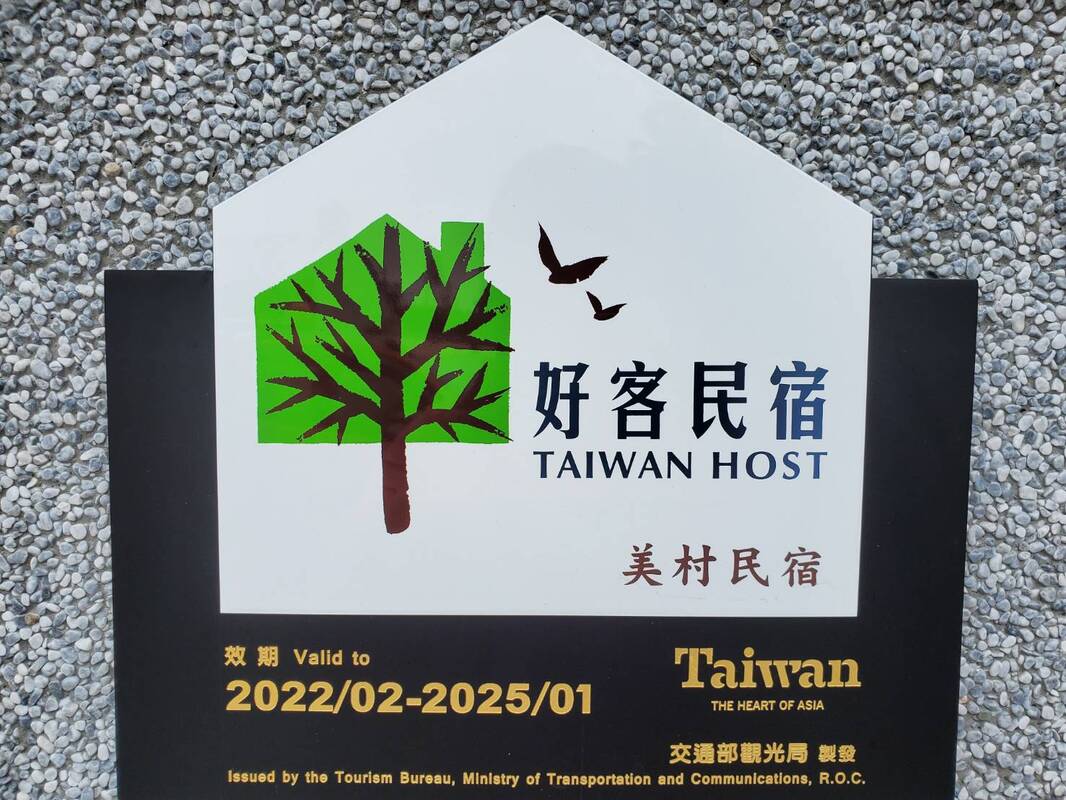 好客民宿
TAIWAN HOST
美村民宿
效期 Valid to
2022/02-2025/01
Taiwan
THE HEART OF ASIA
交通部觀光局 製發
Issued by the Tourism Bureau, Ministry of Transportation and Communications, R.O.C.